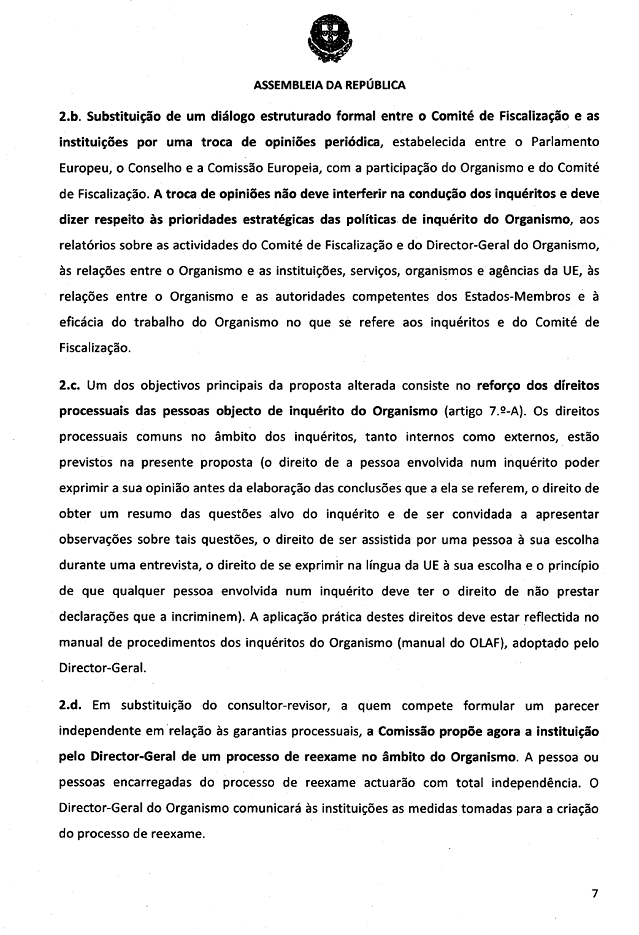 ASSEMBLEIA DA REPÚBLICA
2.b. Substituição de um diálogo estruturado formal entre o Comité de Fiscalização e as
instituições por uma troca de opiniões periódica, estabelecida entre o Parlamento
Europeu, o Conselho e a Comissão Europeia, com a participação do Organismo e do Comité
de Fiscalização. A troca de opiniões não deve interferir na condução dos inquéritos e deve
dizer respeito às prioridades estratégicas das políticas de inquérito do Organismo, aos
relatórios sobre as actividades do Comité de Fiscalização e do Director-Geral do Organismo,
às relações entre o Organismo e as instituições, serviços, organismos e agências da UE, às
relações entre o Organismo e as autoridades competentes dos Estados-Membros e à
eficácia do trabalho do Organismo no que se refere aos inquéritos e do Comité de
Fiscalização.
2.c. Um dos objectivos principais da proposta alterada consiste no reforço dos direitos
processuais das pessoas objecto de inquérito do Organismo (artigo 7.º-A). Os direitos
processuais comuns no âmbito dos inquéritos, tanto internos como externos, estão
previstos na presente proposta (o direito de a pessoa envolvida num inquérito poder
exprimir a sua opinião antes da elaboração das conclusões que a ela se referem, o direito de
obter um resumo das questões alvo do inquérito e de ser convidada a apresentar
observações sobre tais questões, o direito de ser assistida por uma pessoa à sua escolha
durante uma entrevista, o direito de se exprimir na língua da UE à sua escolha e o princípio
de que qualquer pessoa envolvida num inquérito deve ter o direito de não prestar
declarações que a incriminem). A aplicação prática destes direitos deve estar reflectida no
manual de procedimentos dos inquéritos do Organismo (manual do OLAF), adoptado pelo
Director-Geral.
2.d. Em substituição do consultor-revisor, a quem compete formular um parecer
independente em relação às garantias processuais, a Comissão propõe agora a instituição
pelo Director-Geral de um processo de reexame no âmbito do Organismo. A pessoa ou
pessoas encarregadas do processo de reexame actuarão com total independência. O
Director-Geral do Organismo comunicará às instituições as medidas tomadas para a criação
do processo de reexame.
7